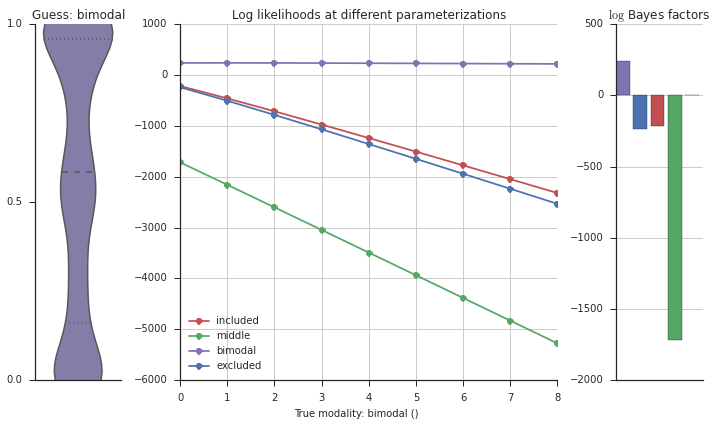 Guess: bimodal
1.0
0.5
0.0
Log likelihoods at different parameterizations
1000
0
−1000
−2000
−3000
−4000
−5000
−6000
included
middle
bimodal
excluded
0 1 2 3 4 5 6 7 8
True modality: bimodal ()
log Bayes factors
500
0
−500
−1000
−1500
−2000